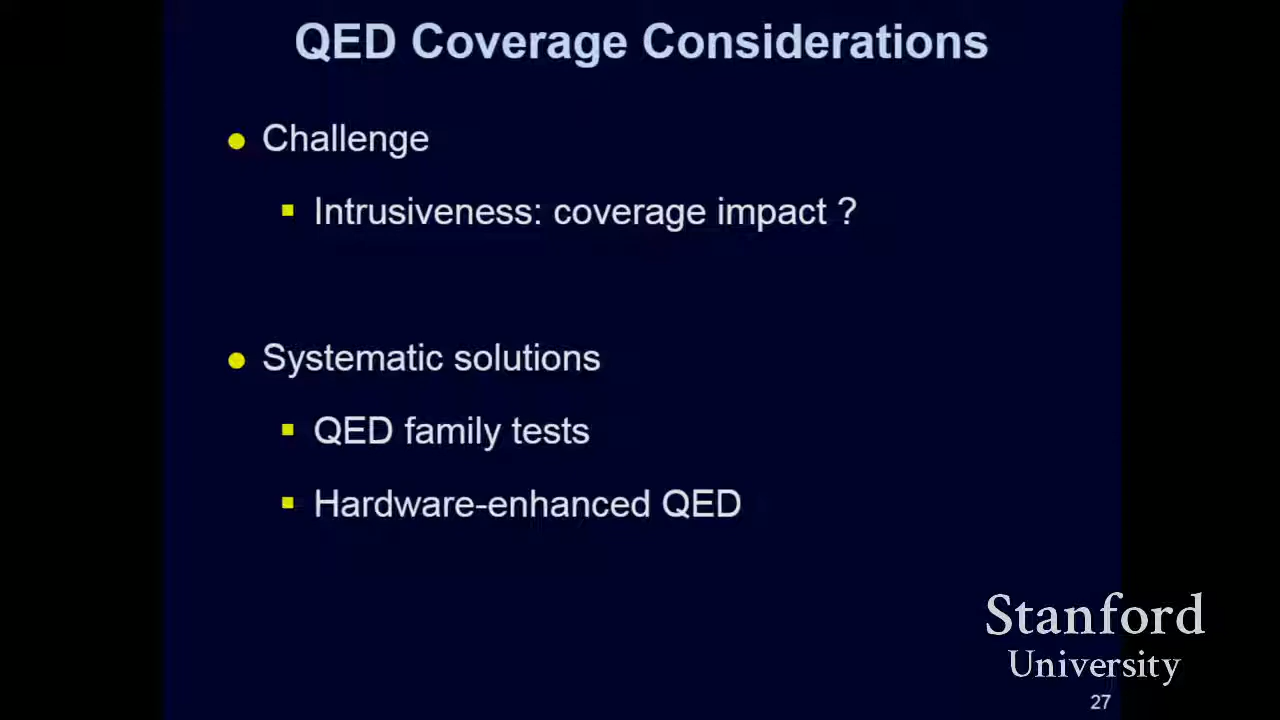 QED Coverage Considerations
Challenge
Intrusiveness: coverage impact ?
Systematic solutions
QED family tests
Hardware-enhanced QED
Stanford
University
27